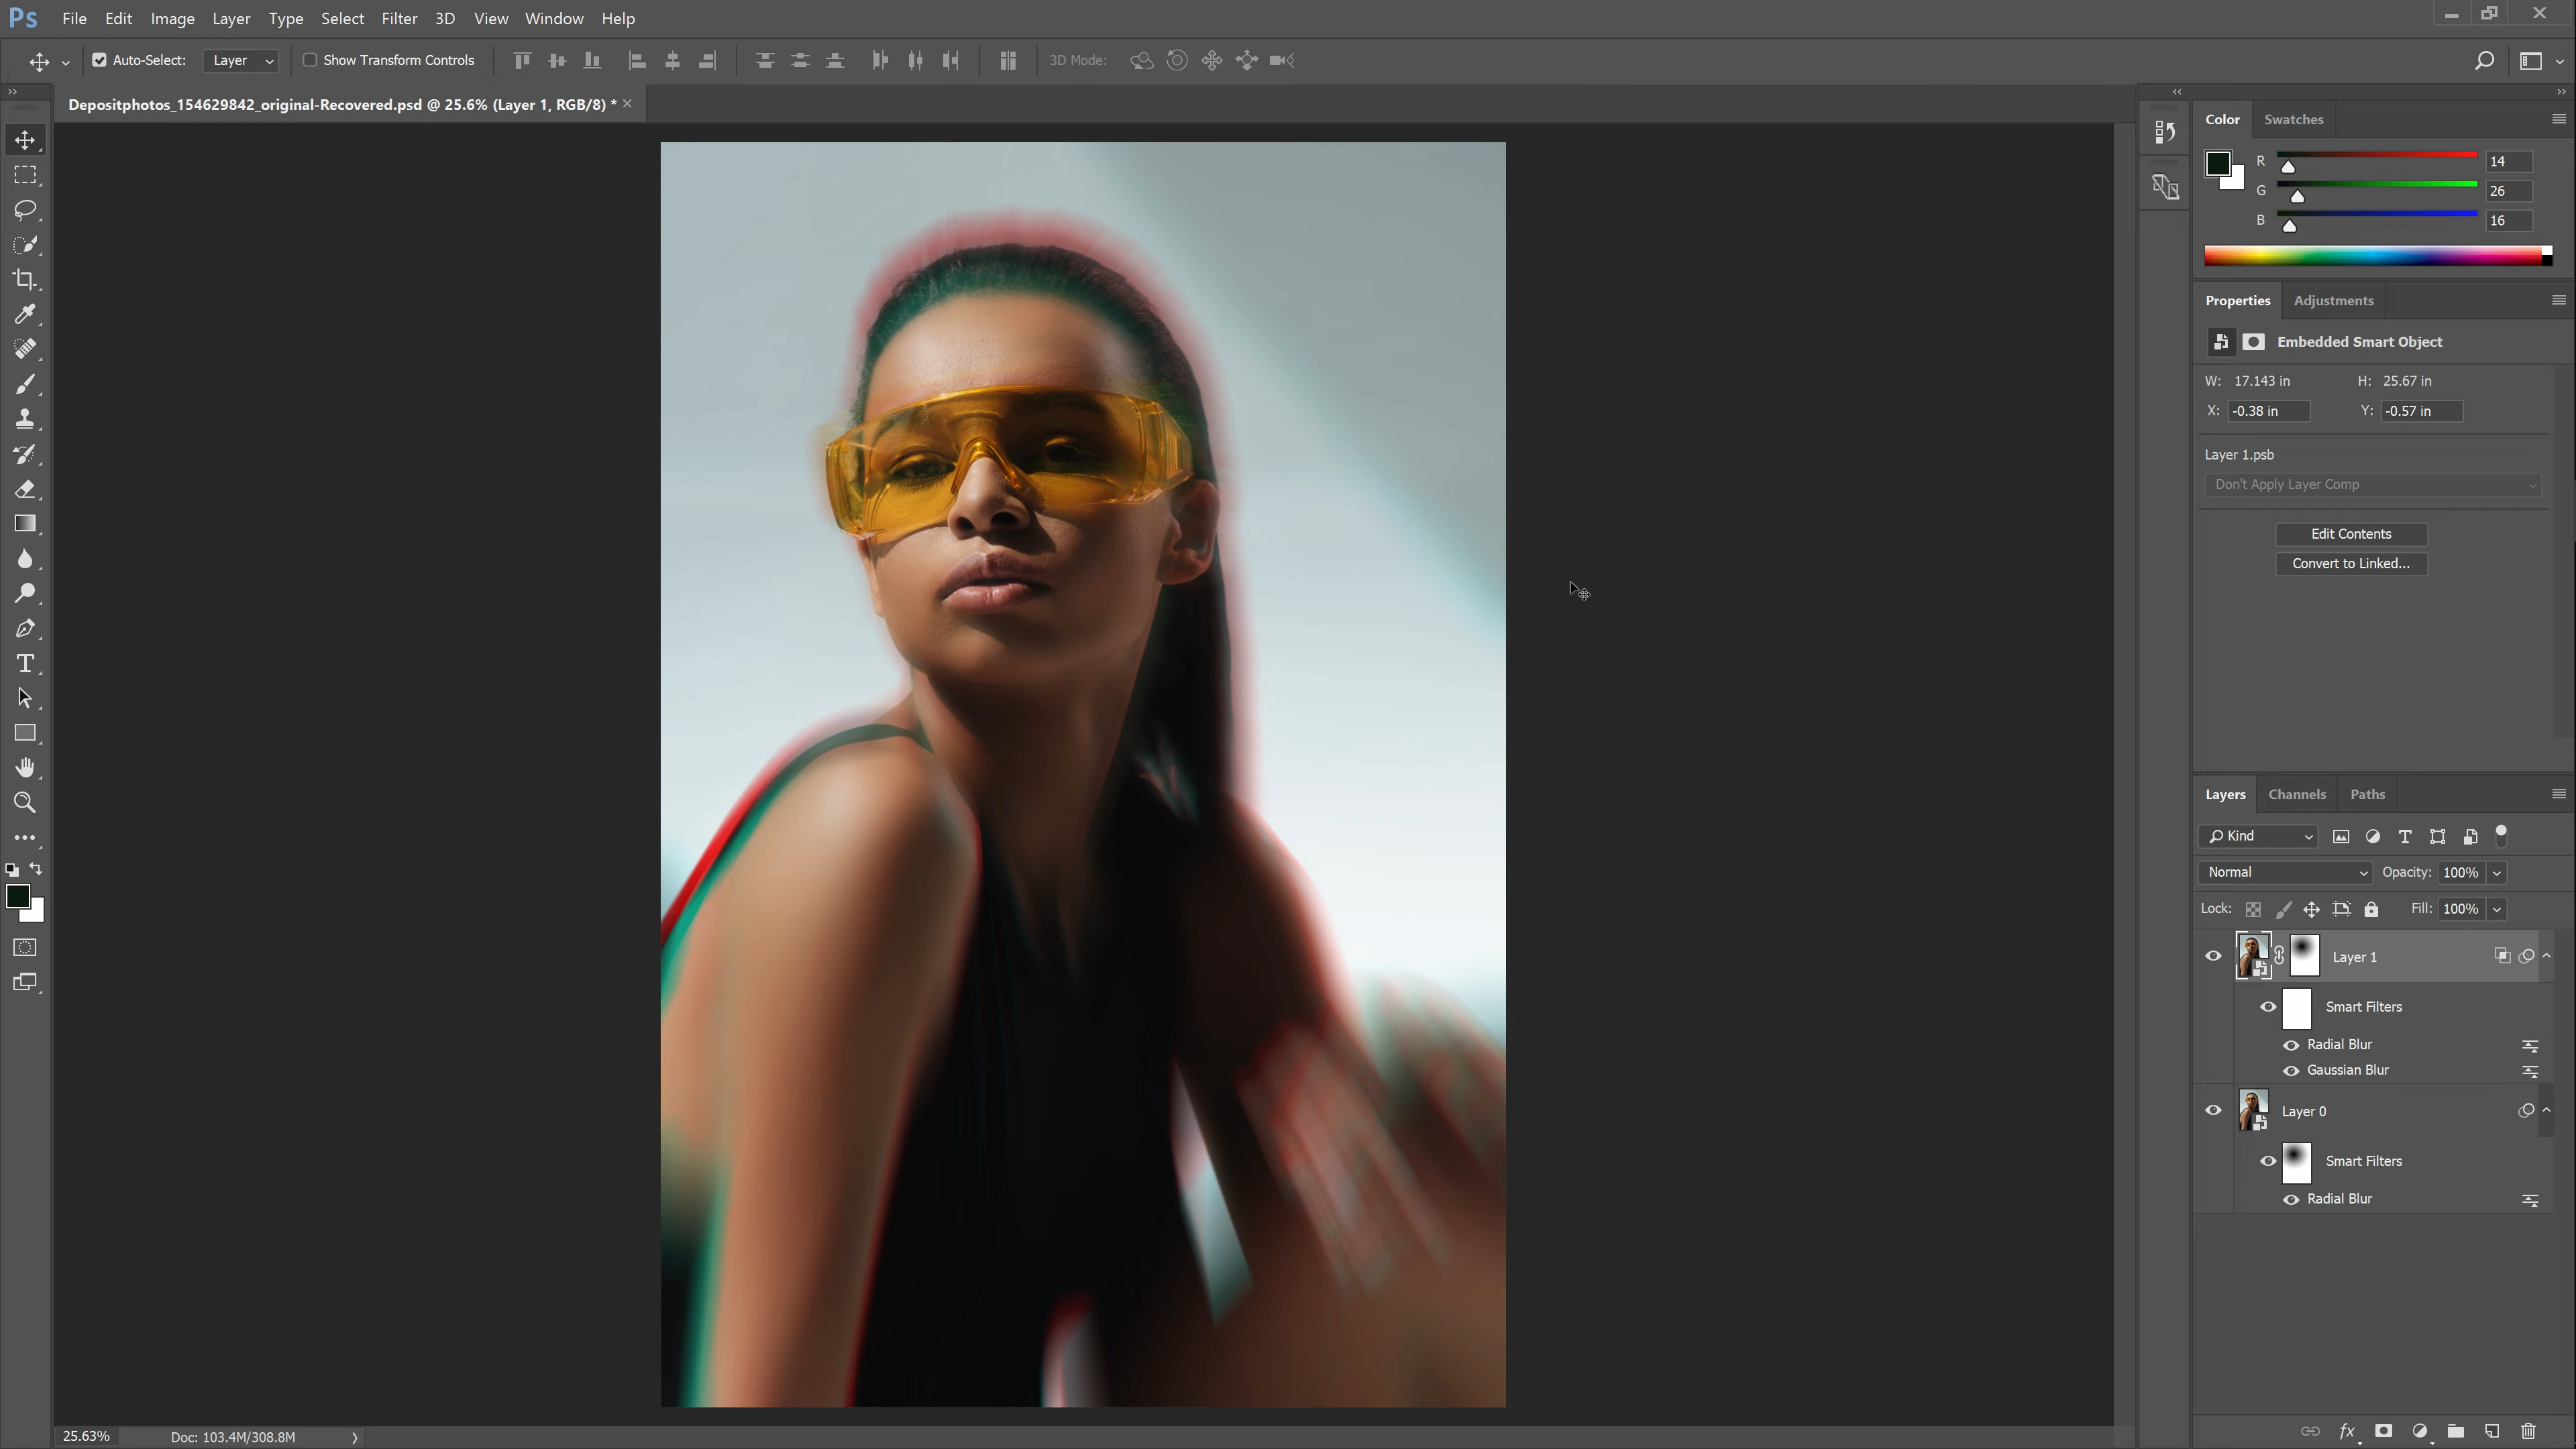 Ps File Edit Image Layer Type Select Filter 3D View Window Help
Auto-Select: Layer Show Transform Controls 3D Mode:
Depositphotos_154629842_original-Recovered.psd @ 25.6% (Layer 1, RGB/8) *
Color Swatches
R 14
G 26
B 16
Properties Adjustments
Embedded Smart Object
W: 17.143 in H: 25.67 in
X: -0.38 in Y: -0.57 in
Layer 1.psb
Don't Apply Layer Comp
Edit Contents
Convert to Linked...
Layers Channels Paths
Kind
Normal Opacity: 100%
Lock: Fill: 100%
Layer 1
Smart Filters
Radial Blur
Gaussian Blur
Layer 0
Smart Filters
Radial Blur
fx
25.63% Doc: 103.4M/308.8M